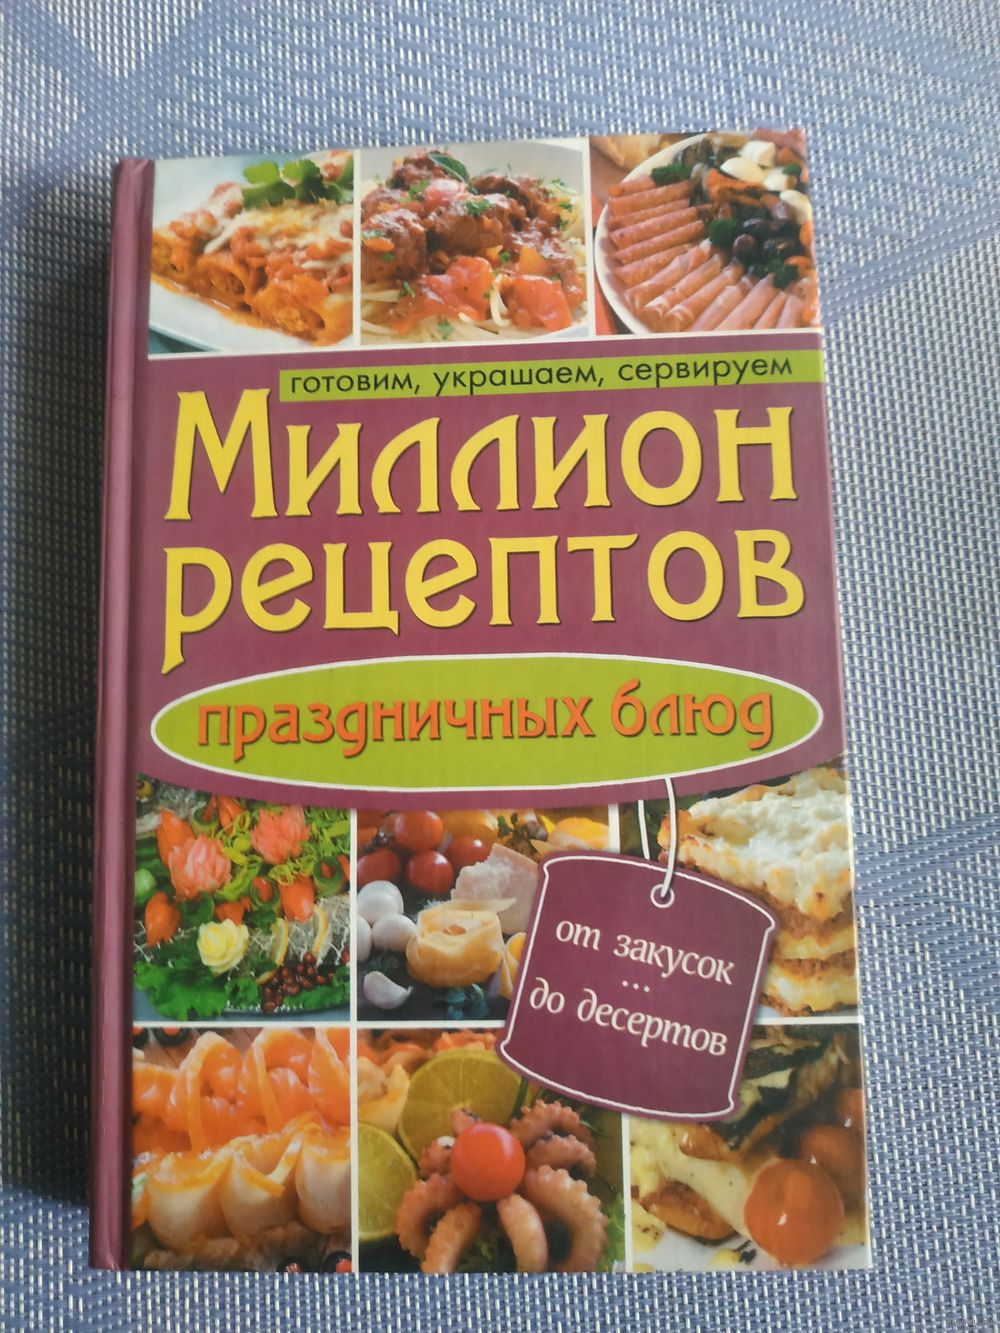 готовим, украшаем, сервируем
Миллион
рецептов
праздничных блюд
от закусок
...
до десертов